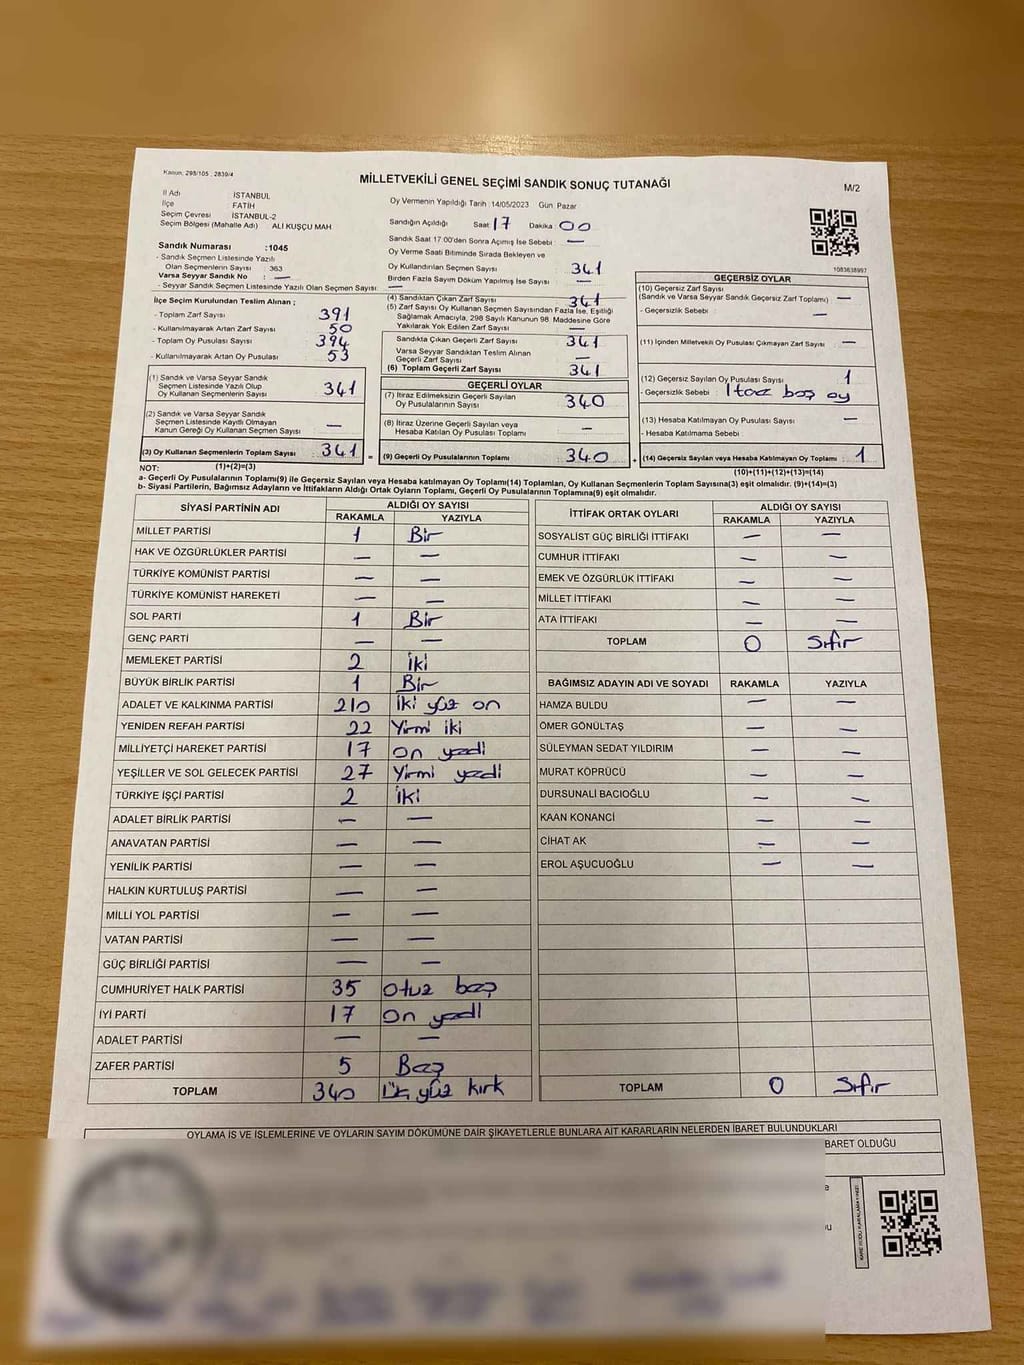 Kanun, 298/105 , 2839/4
MİLLETVEKİLİ GENEL SEÇİMİ SANDIK SONUÇ TUTANAĞI
M/2
İl Adı İSTANBUL
İlçe FATİH
Seçim Çevresi İSTANBUL-2
Seçim Bölgesi (Mahalle Adı) ALİ KUŞÇU MAH
Oy Vermenin Yapıldığı Tarih :14/05/2023 Gün :Pazar
Sandığın Açıldığı Saat: 17 Dakika : 00
Sandık Saat 17:00'den Sonra Açımış İse Sebebi : —
Oy Verme Saati Bitiminde Sırada Bekleyen ve
Oy Kullandırılan Seçmen Sayısı 341
Birden Fazla Sayım Döküm Yapılmış İse Sayısı : —
Sandık Numarası :1045
- Sandık Seçmen Listesinde Yazılı
Olan Seçmenlerin Sayısı 363
Varsa Seyyar Sandık No : —
- Seyyar Sandık Seçmen Listesinde Yazılı Olan Seçmen Sayısı: —
1083638997
İlçe Seçim Kurulundan Teslim Alınan ;
- Toplam Zarf Sayısı 391
- Kullanılmayarak Artan Zarf Sayısı 50
- Toplam Oy Pusulası Sayısı 394
- Kullanılmayarak Artan Oy Pusulası 53
(1) Sandık ve Varsa Seyyar Sandık
Seçmen Listesinde Yazılı Olup
Oy Kullanan Seçmenlerin Sayısı 341
(2) Sandık ve Varsa Seyyar Sandık
Seçmen Listesinde Kayıtlı Olmayan
Kanun Gereği Oy Kullanan Seçmen Sayısı : —
(3) Oy Kullanan Seçmenlerin Toplam Sayısı 341
(1)+(2)=(3)
(4) Sandıktan Çıkan Zarf Sayısı 341
(5) Zarf Sayısı Oy Kullanan Seçmen Sayısından Fazla İse, Eşitliği
Sağlamak Amacıyla, 298 Sayılı Kanunun 98. Maddesine Göre
Yakılarak Yok Edilen Zarf Sayısı —
Sandıkta Çıkan Geçerli Zarf Sayısı 341
Varsa Seyyar Sandıktan Teslim Alınan
Geçerli Zarf Sayısı —
(6) Toplam Geçerli Zarf Sayısı 341
GEÇERLİ OYLAR
(7) İtiraz Edilmeksizin Geçerli Sayılan
Oy Pusulalarının Sayısı 340
(8) İtiraz Üzerine Geçerli Sayılan veya
Hesaba Katılan Oy Pusulası Toplamı —
= (9) Geçerli Oy Pusulalarının Toplamı 340
GEÇERSİZ OYLAR
(10) Geçersiz Zarf Sayısı
(Sandık ve Varsa Seyyar Sandık Geçersiz Zarf Toplamı) —
- Geçersizlik Sebebi : —
(11) İçinden Milletvekili Oy Pusulası Çıkmayan Zarf Sayısı —
(12) Geçersiz Sayılan Oy Pusulası Sayısı 1
- Geçersizlik Sebebi : 1 boş oy
(13) Hesaba Katılmayan Oy Pusulası Sayısı —
- Hesaba Katılmama Sebebi
+ (14) Geçersiz Sayılan veya Hesaba Katılmayan Oy Toplamı 1
(10)+(11)+(12)+(13)=(14)
NOT:
a- Geçerli Oy Pusulalarının Toplamı(9) ile Geçersiz Sayılan veya Hesaba Katılmayan Oy Toplamı(14) Toplamları, Oy Kullanan Seçmenlerin Toplam Sayısına(3) eşit olmalıdır. (9)+(14)=(3)
b- Siyasi Partilerin, Bağımsız Adayların ve İttifakların Aldığı Ortak Oyların Toplamı, Geçerli Oy Pusulalarının Toplamına(9) eşit olmalıdır.
SİYASİ PARTİNİN ADI ALDIĞI OY SAYISI
RAKAMLA YAZIYLA
MİLLET PARTİSİ 1 Bir
HAK VE ÖZGÜRLÜKLER PARTİSİ — —
TÜRKİYE KOMÜNİST PARTİSİ — —
TÜRKİYE KOMÜNİST HAREKETİ — —
SOL PARTİ 1 Bir
GENÇ PARTİ — —
MEMLEKET PARTİSİ 2 İki
BÜYÜK BİRLİK PARTİSİ 1 Bir
ADALET VE KALKINMA PARTİSİ 210 İki yüz on
YENİDEN REFAH PARTİSİ 22 Yirmi iki
MİLLİYETÇİ HAREKET PARTİSİ 17 On yedi
YEŞİLLER VE SOL GELECEK PARTİSİ 27 Yirmi yedi
TÜRKİYE İŞÇİ PARTİSİ 2 İki
ADALET BİRLİK PARTİSİ — —
ANAVATAN PARTİSİ — —
YENİLİK PARTİSİ — —
HALKIN KURTULUŞ PARTİSİ — —
MİLLİ YOL PARTİSİ — —
VATAN PARTİSİ — —
GÜÇ BİRLİĞİ PARTİSİ — —
CUMHURİYET HALK PARTİSİ 35 Otuz beş
İYİ PARTİ 17 On yedi
ADALET PARTİSİ — —
ZAFER PARTİSİ 5 Beş
TOPLAM 340 Üç yüz kırk
İTTİFAK ORTAK OYLARI ALDIĞI OY SAYISI
RAKAMLA YAZIYLA
SOSYALİST GÜÇ BİRLİĞİ İTTİFAKI — —
CUMHUR İTTİFAKI — —
EMEK VE ÖZGÜRLÜK İTTİFAKI — —
MİLLET İTTİFAKI — —
ATA İTTİFAKI — —
TOPLAM 0 Sıfır
BAĞIMSIZ ADAYIN ADI VE SOYADI RAKAMLA YAZIYLA
HAMZA BULDU — —
ÖMER GÖNÜLTAŞ — —
SÜLEYMAN SEDAT YILDIRIM — —
MURAT KÖPRÜCÜ — —
DURSUNALİ BACIOĞLU — —
KAAN KONANCİ — —
CİHAT AK — —
EROL AŞUCUOĞLU — —
TOPLAM 0 Sıfır
OYLAMA İŞ VE İŞLEMLERİNE VE OYLARIN SAYIM DÖKÜMÜNE DAİR ŞİKAYETLERLE BUNLARA AİT KARARLARIN NELERDEN İBARET BULUNDUKLARI
BARET OLDUĞU